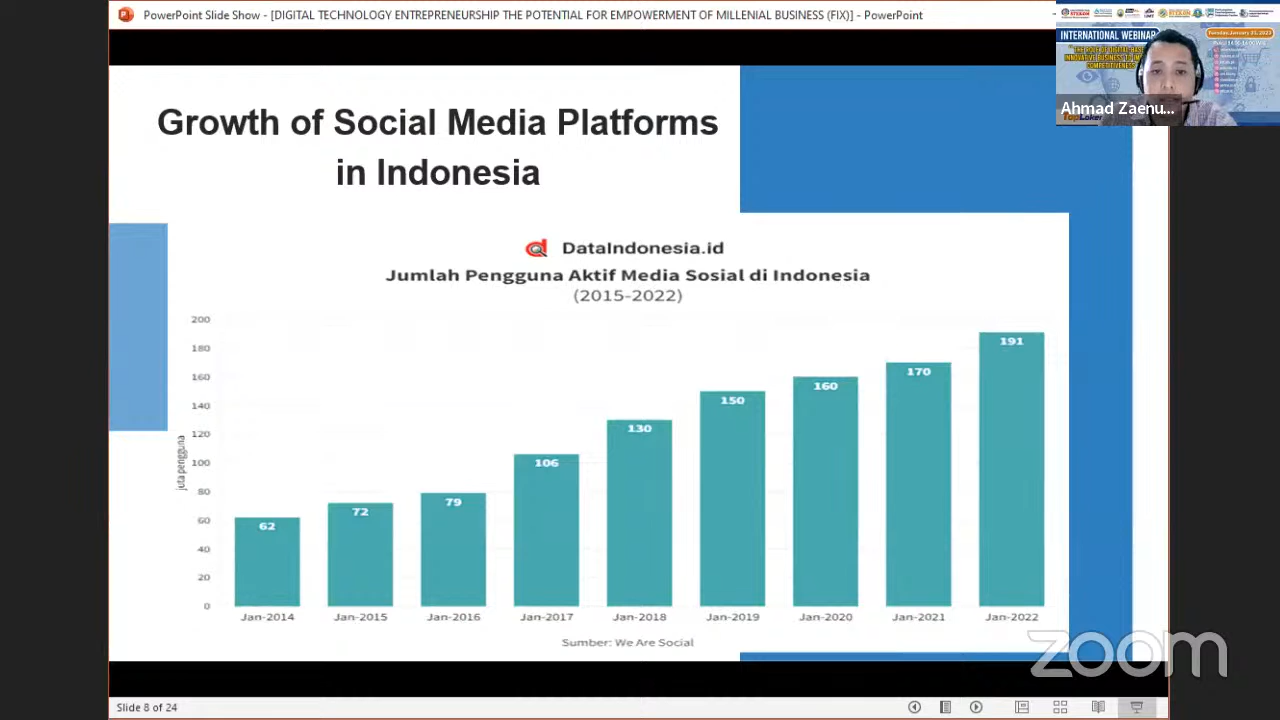 PowerPoint Slide Show - [DIGITAL TECHNOLOGY ENTREPRENEURSHIP THE POTENTIAL FOR EMPOWERMENT OF MILLENIAL BUSINESS (FIX)] - PowerPoint
INTERNATIONAL WEBINAR
Tuesday, January 31, 2023
Ahmad Zaenu...
Growth of Social Media Platforms
in Indonesia
DataIndonesia.id
Jumlah Pengguna Aktif Media Sosial di Indonesia
(2015-2022)
juta pengguna
200
180
160
140
120
100
80
60
40
20
0
62
72
79
106
130
150
160
170
191
Jan-2014 Jan-2015 Jan-2016 Jan-2017 Jan-2018 Jan-2019 Jan-2020 Jan-2021 Jan-2022
Sumber: We Are Social
zoom
Slide 8 of 24